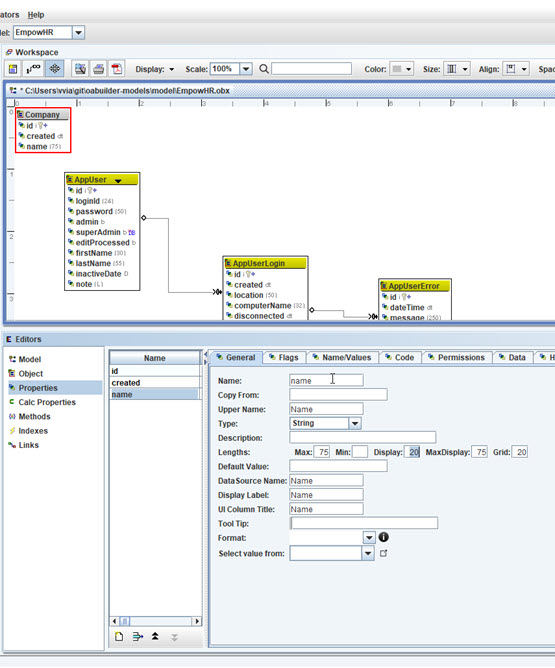 ators Help
el: EmpowHR
Workspace
Display: Scale: 100% Color: Size: Align: Spac
* C:\Users\vvia\git\oabuilder-models\model\EmpowHR.obx
0 1 2 3 4 5 6 7 8
0
1
2
3
Company
id
created dt
name (75)
AppUser
id
loginId (24)
password (50)
admin b
superAdmin b
editProcessed b
firstName (30)
lastName (55)
inactiveDate D
note (L)
AppUserLogin
id
created dt
location (50)
computerName (32)
disconnected dt
AppUserError
id
dateTime dt
message (250)
Editors
Model
Object
Properties
Calc Properties
Methods
Indexes
Links
Name
id
created
name
General Flags Name/Values Code Permissions Data H
Name: name
Copy From:
Upper Name: Name
Type: String
Description:
Lengths: Max: 75 Min: Display: 20 MaxDisplay: 75 Grid: 20
Default Value:
DataSource Name: Name
Display Label: Name
UI Column Title: Name
Tool Tip:
Format:
Select value from: